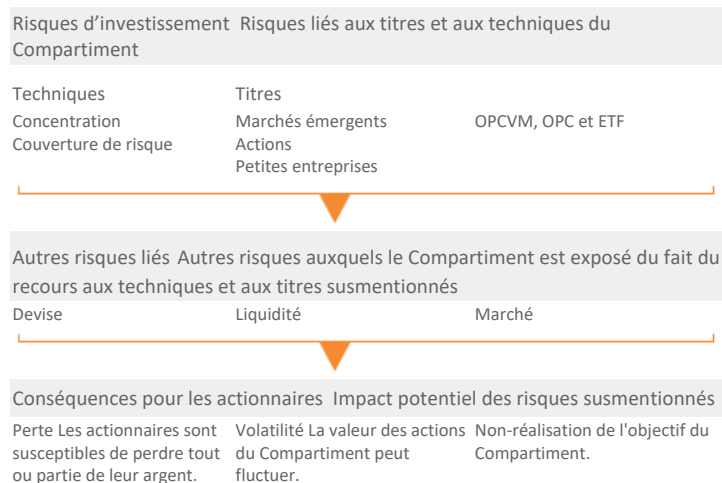 Risques d’investissement Risques liés aux titres et aux techniques du
Compartiment
Techniques Titres
Concentration Marchés émergents OPCVM, OPC et ETF
Couverture de risque Actions
Petites entreprises
Autres risques liés Autres risques auxquels le Compartiment est exposé du fait du
recours aux techniques et aux titres susmentionnés
Devise Liquidité Marché
Conséquences pour les actionnaires Impact potentiel des risques susmentionnés
Perte Les actionnaires sont Volatilité La valeur des actions Non-réalisation de l'objectif du
susceptibles de perdre tout du Compartiment peut Compartiment.
ou partie de leur argent. fluctuer.